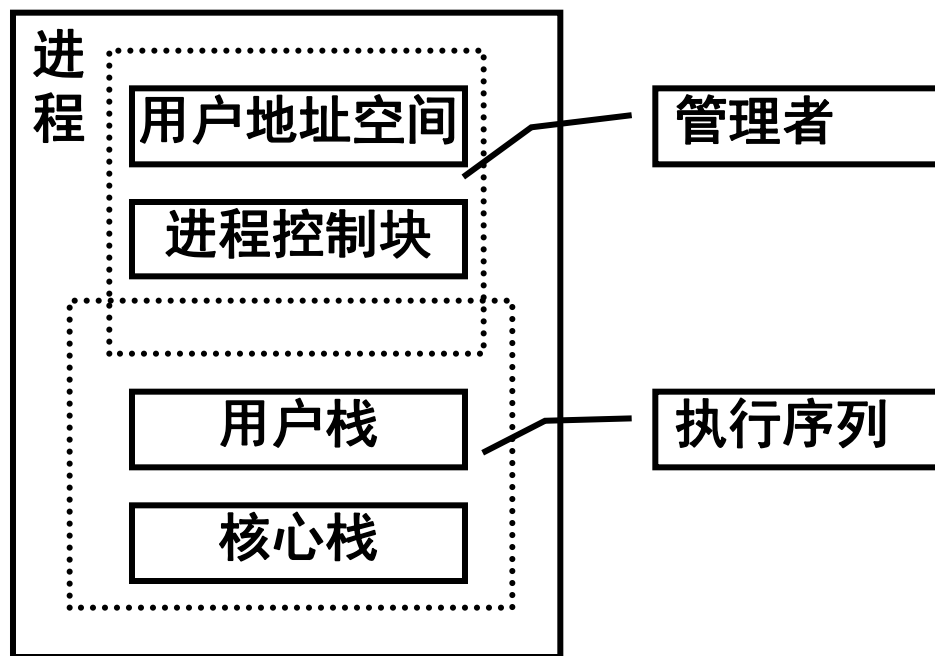 进程
用户地址空间
管理者
进程控制块
用户栈
执行序列
核心栈